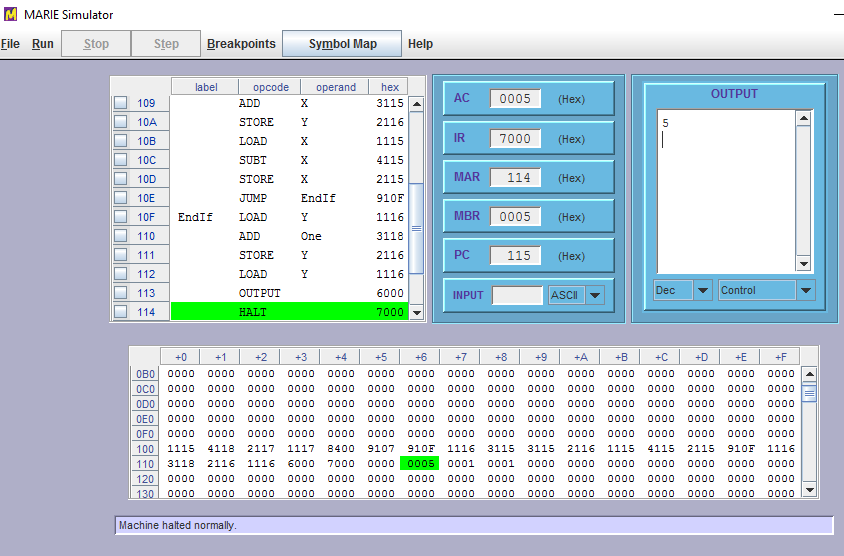 MARIE Simulator
File Run Stop Step Breakpoints Symbol Map Help
label opcode operand hex
109 ADD X 3115
10A STORE Y 2116
10B LOAD X 1115
10C SUBT X 4115
10D STORE X 2115
10E JUMP EndIf 910F
10F EndIf LOAD Y 1116
110 ADD One 3118
111 STORE Y 2116
112 LOAD Y 1116
113 OUTPUT 6000
114 HALT 7000
AC 0005 (Hex)
IR 7000 (Hex)
MAR 114 (Hex)
MBR 0005 (Hex)
PC 115 (Hex)
INPUT ASCII
OUTPUT
5
Dec Control
+0 +1 +2 +3 +4 +5 +6 +7 +8 +9 +A +B +C +D +E +F
0B0 0000 0000 0000 0000 0000 0000 0000 0000 0000 0000 0000 0000 0000 0000 0000 0000
0C0 0000 0000 0000 0000 0000 0000 0000 0000 0000 0000 0000 0000 0000 0000 0000 0000
0D0 0000 0000 0000 0000 0000 0000 0000 0000 0000 0000 0000 0000 0000 0000 0000 0000
0E0 0000 0000 0000 0000 0000 0000 0000 0000 0000 0000 0000 0000 0000 0000 0000 0000
0F0 0000 0000 0000 0000 0000 0000 0000 0000 0000 0000 0000 0000 0000 0000 0000 0000
100 1115 4118 2117 1117 8400 9107 910F 1116 3115 3115 2116 1115 4115 2115 910F 1116
110 3118 2116 1116 6000 7000 0000 0005 0001 0001 0000 0000 0000 0000 0000 0000 0000
120 0000 0000 0000 0000 0000 0000 0000 0000 0000 0000 0000 0000 0000 0000 0000 0000
130 0000 0000 0000 0000 0000 0000 0000 0000 0000 0000 0000 0000 0000 0000 0000 0000
Machine halted normally.